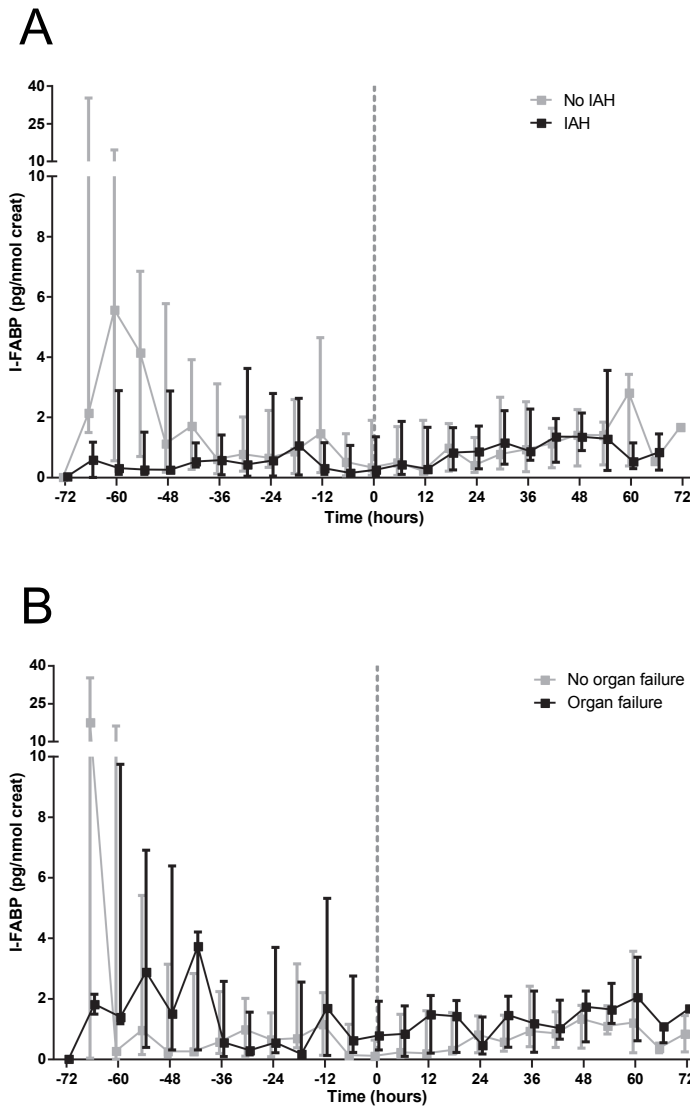 A
40
25
10
10
8
6
4
2
0
I-FABP (pg/nmol creat)
No IAH
IAH
-72 -60 -48 -36 -24 -12 0 12 24 36 48 60 72
Time (hours)
B
40
25
10
10
8
6
4
2
0
I-FABP (pg/nmol creat)
No organ failure
Organ failure
-72 -60 -48 -36 -24 -12 0 12 24 36 48 60 72
Time (hours)